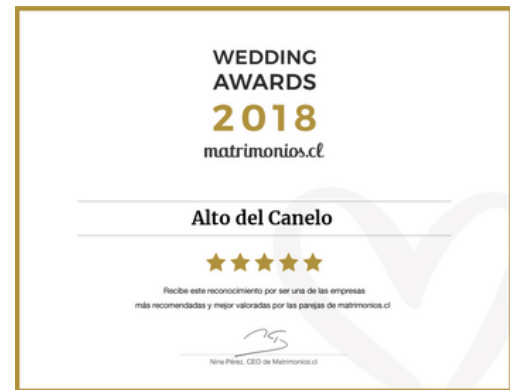 WEDDING
AWARDS
2018
matrimonios.cl
Alto del Canelo
Recibe este reconocimiento por ser una de las empresas
más recomendadas y mejor valoradas por las parejas de matrimonios.cl
Nina Pérez, CEO de Matrimonios.cl